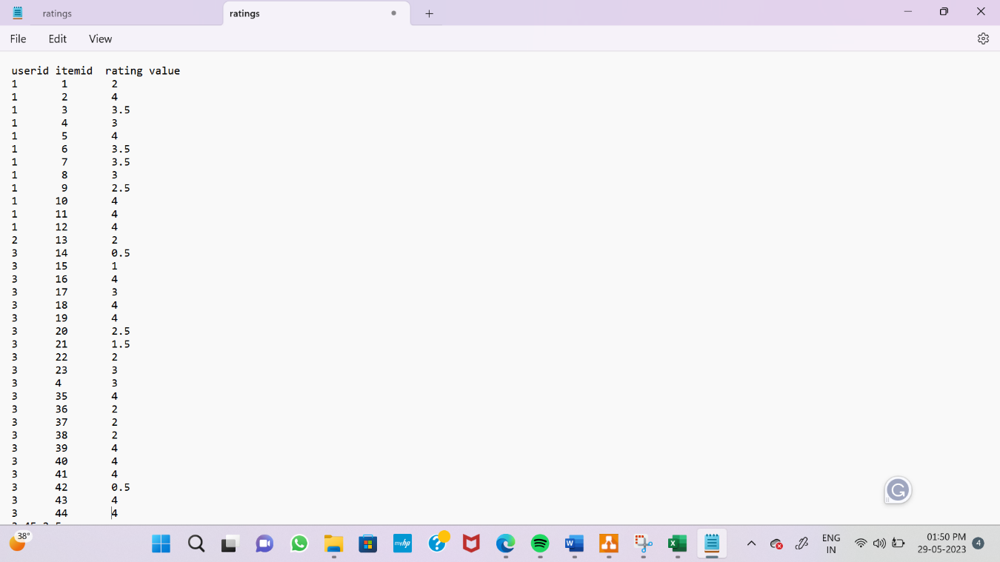 ratings
ratings
File Edit View
userid itemid rating value
1 1 2
1 2 4
1 3 3.5
1 4 3
1 5 4
1 6 3.5
1 7 3.5
1 8 3
1 9 2.5
1 10 4
1 11 4
1 12 4
2 13 2
3 14 0.5
3 15 1
3 16 4
3 17 3
3 18 4
3 19 4
3 20 2.5
3 21 1.5
3 22 2
3 23 3
3 4 3
3 35 4
3 36 2
3 37 2
3 38 2
3 39 4
3 40 4
3 41 4
3 42 0.5
3 43 4
3 44 4
38°
myhp
ENG
IN
01:50 PM
29-05-2023
4